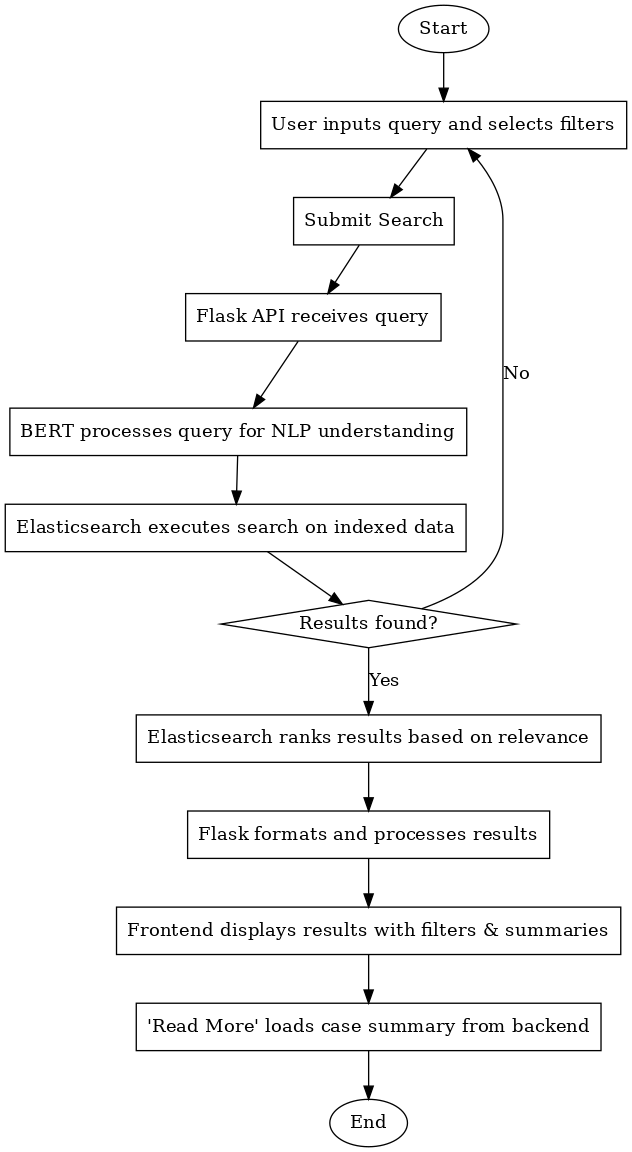 Start
User inputs query and selects filters
Submit Search
Flask API receives query
No
BERT processes query for NLP understanding
Elasticsearch executes search on indexed data
Results found?
Yes
Elasticsearch ranks results based on relevance
Flask formats and processes results
Frontend displays results with filters & summaries
'Read More' loads case summary from backend
End